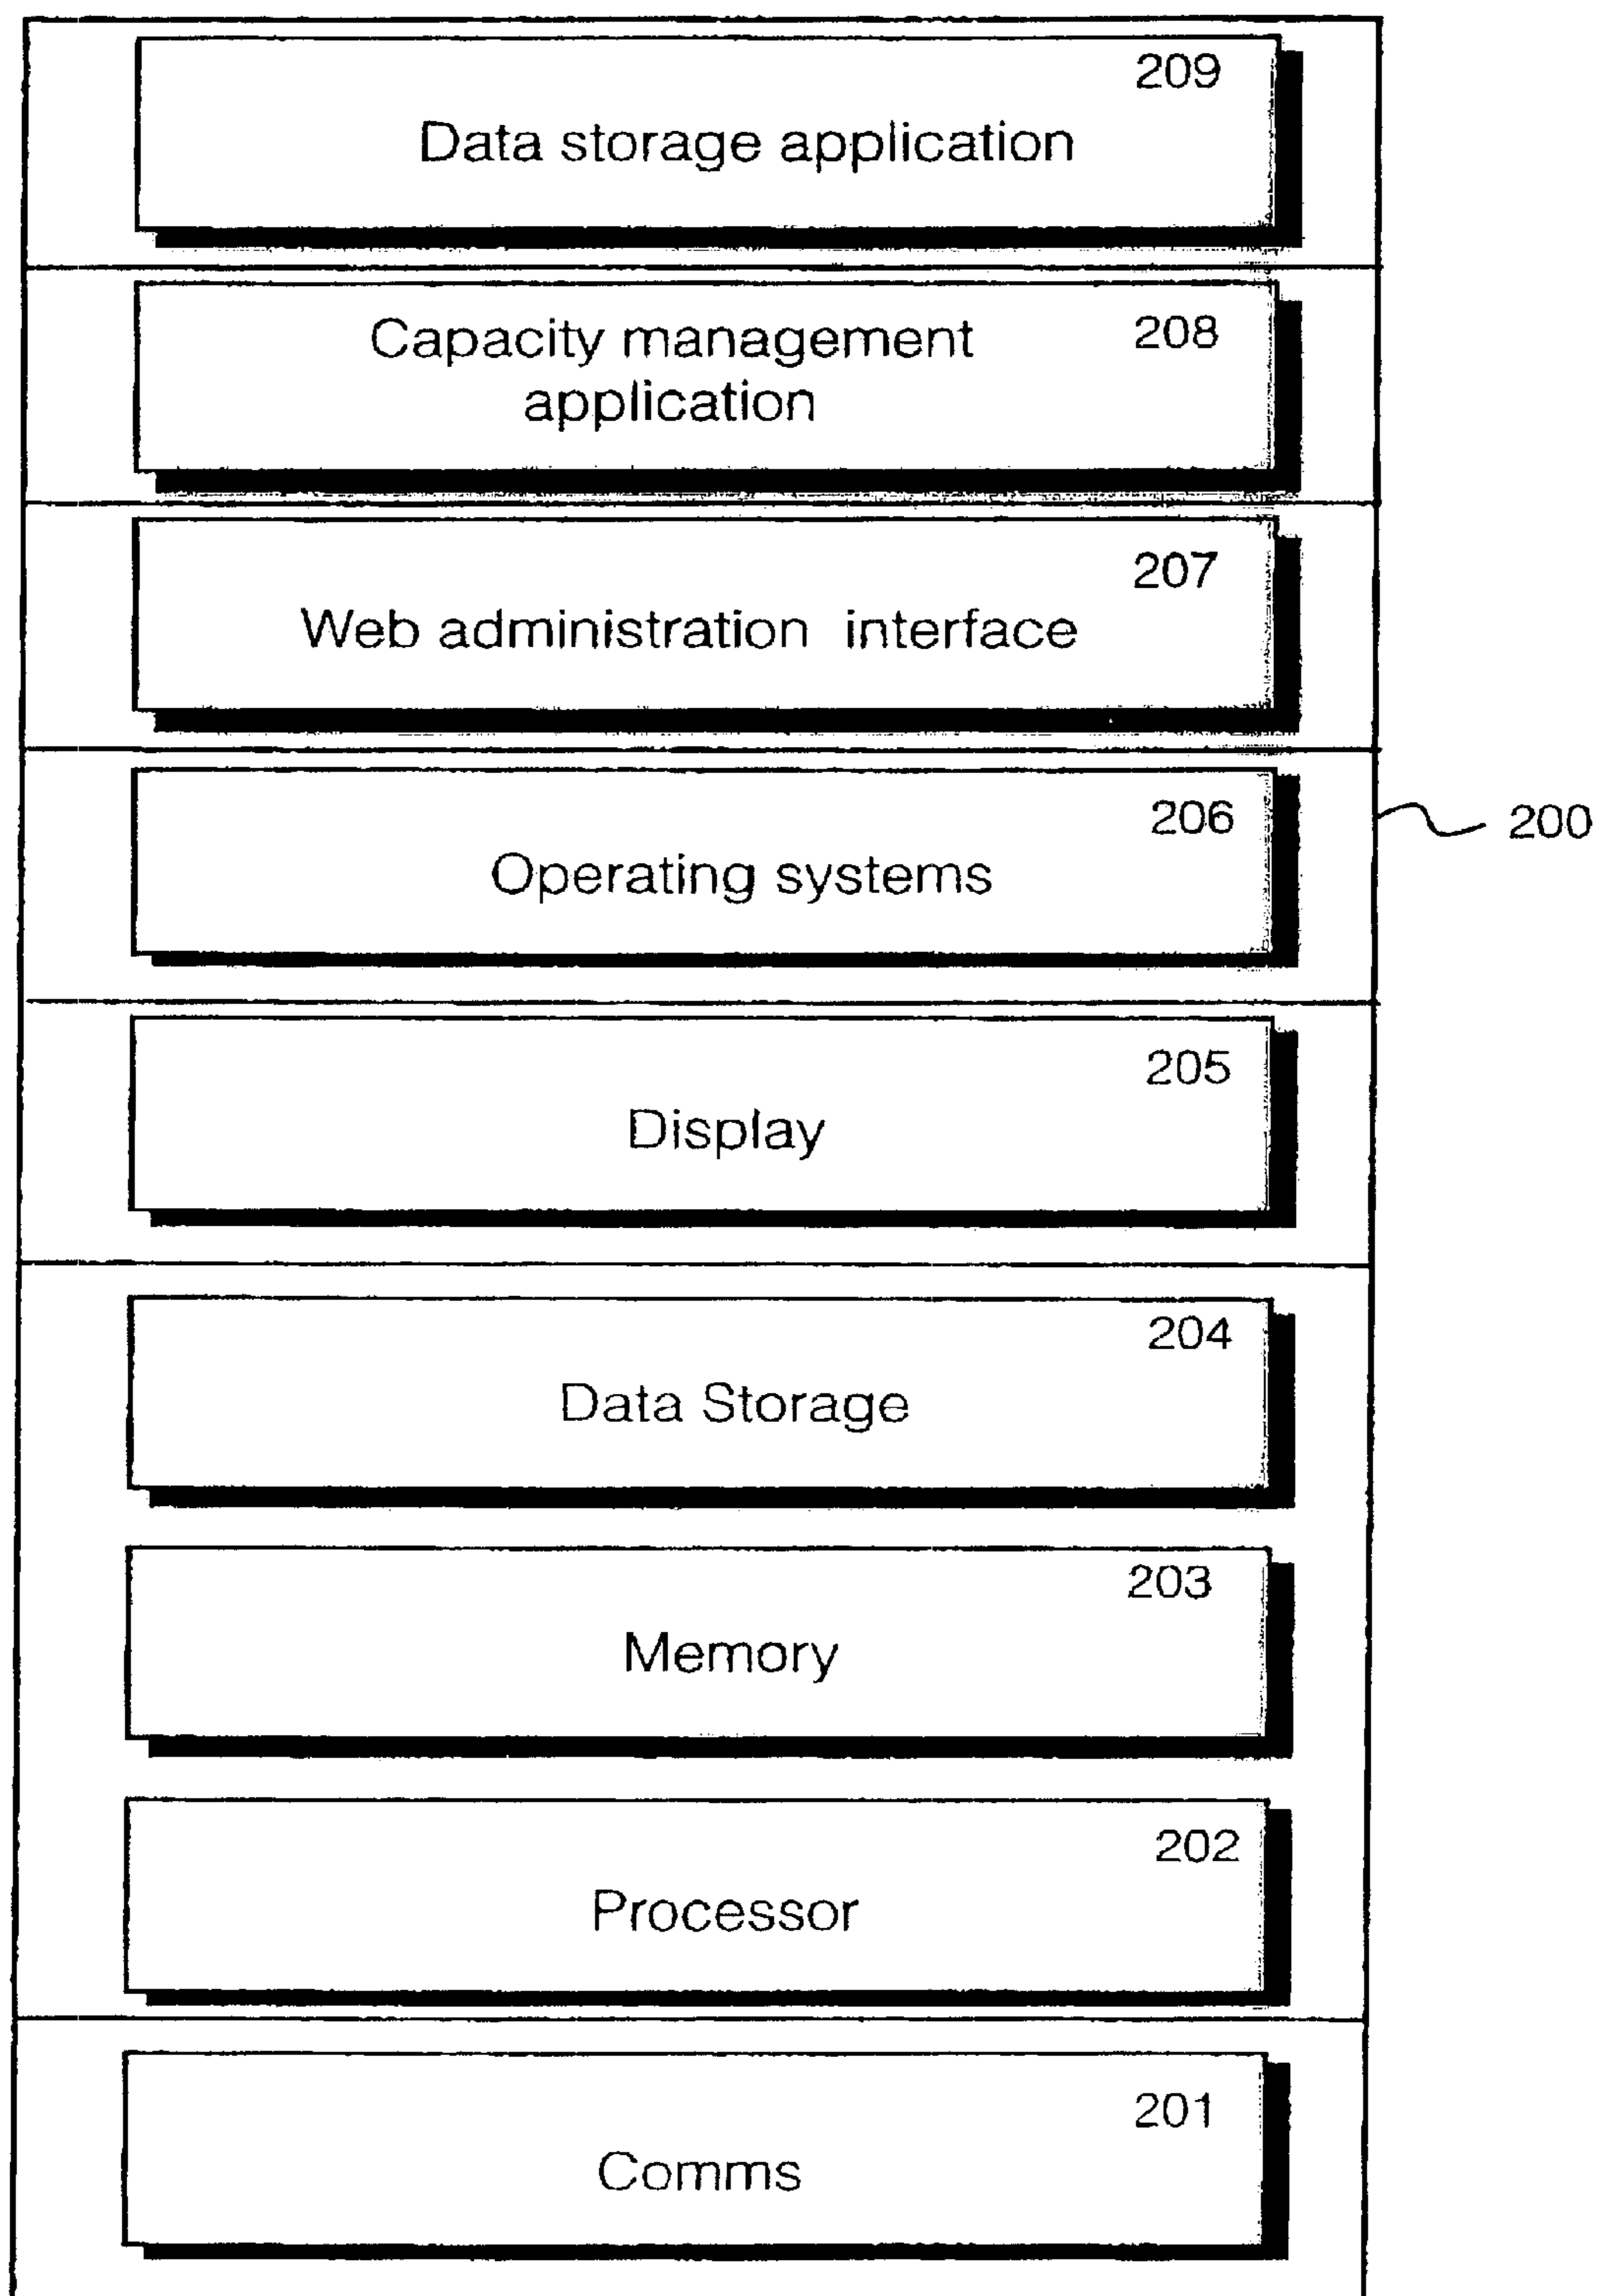 209
Data storage application
Capacity management 208
application
207
Web administration interface
206
200
Operating systems
205
Display
204
Data Storage
203
Memory
202
Processor
201
Comms